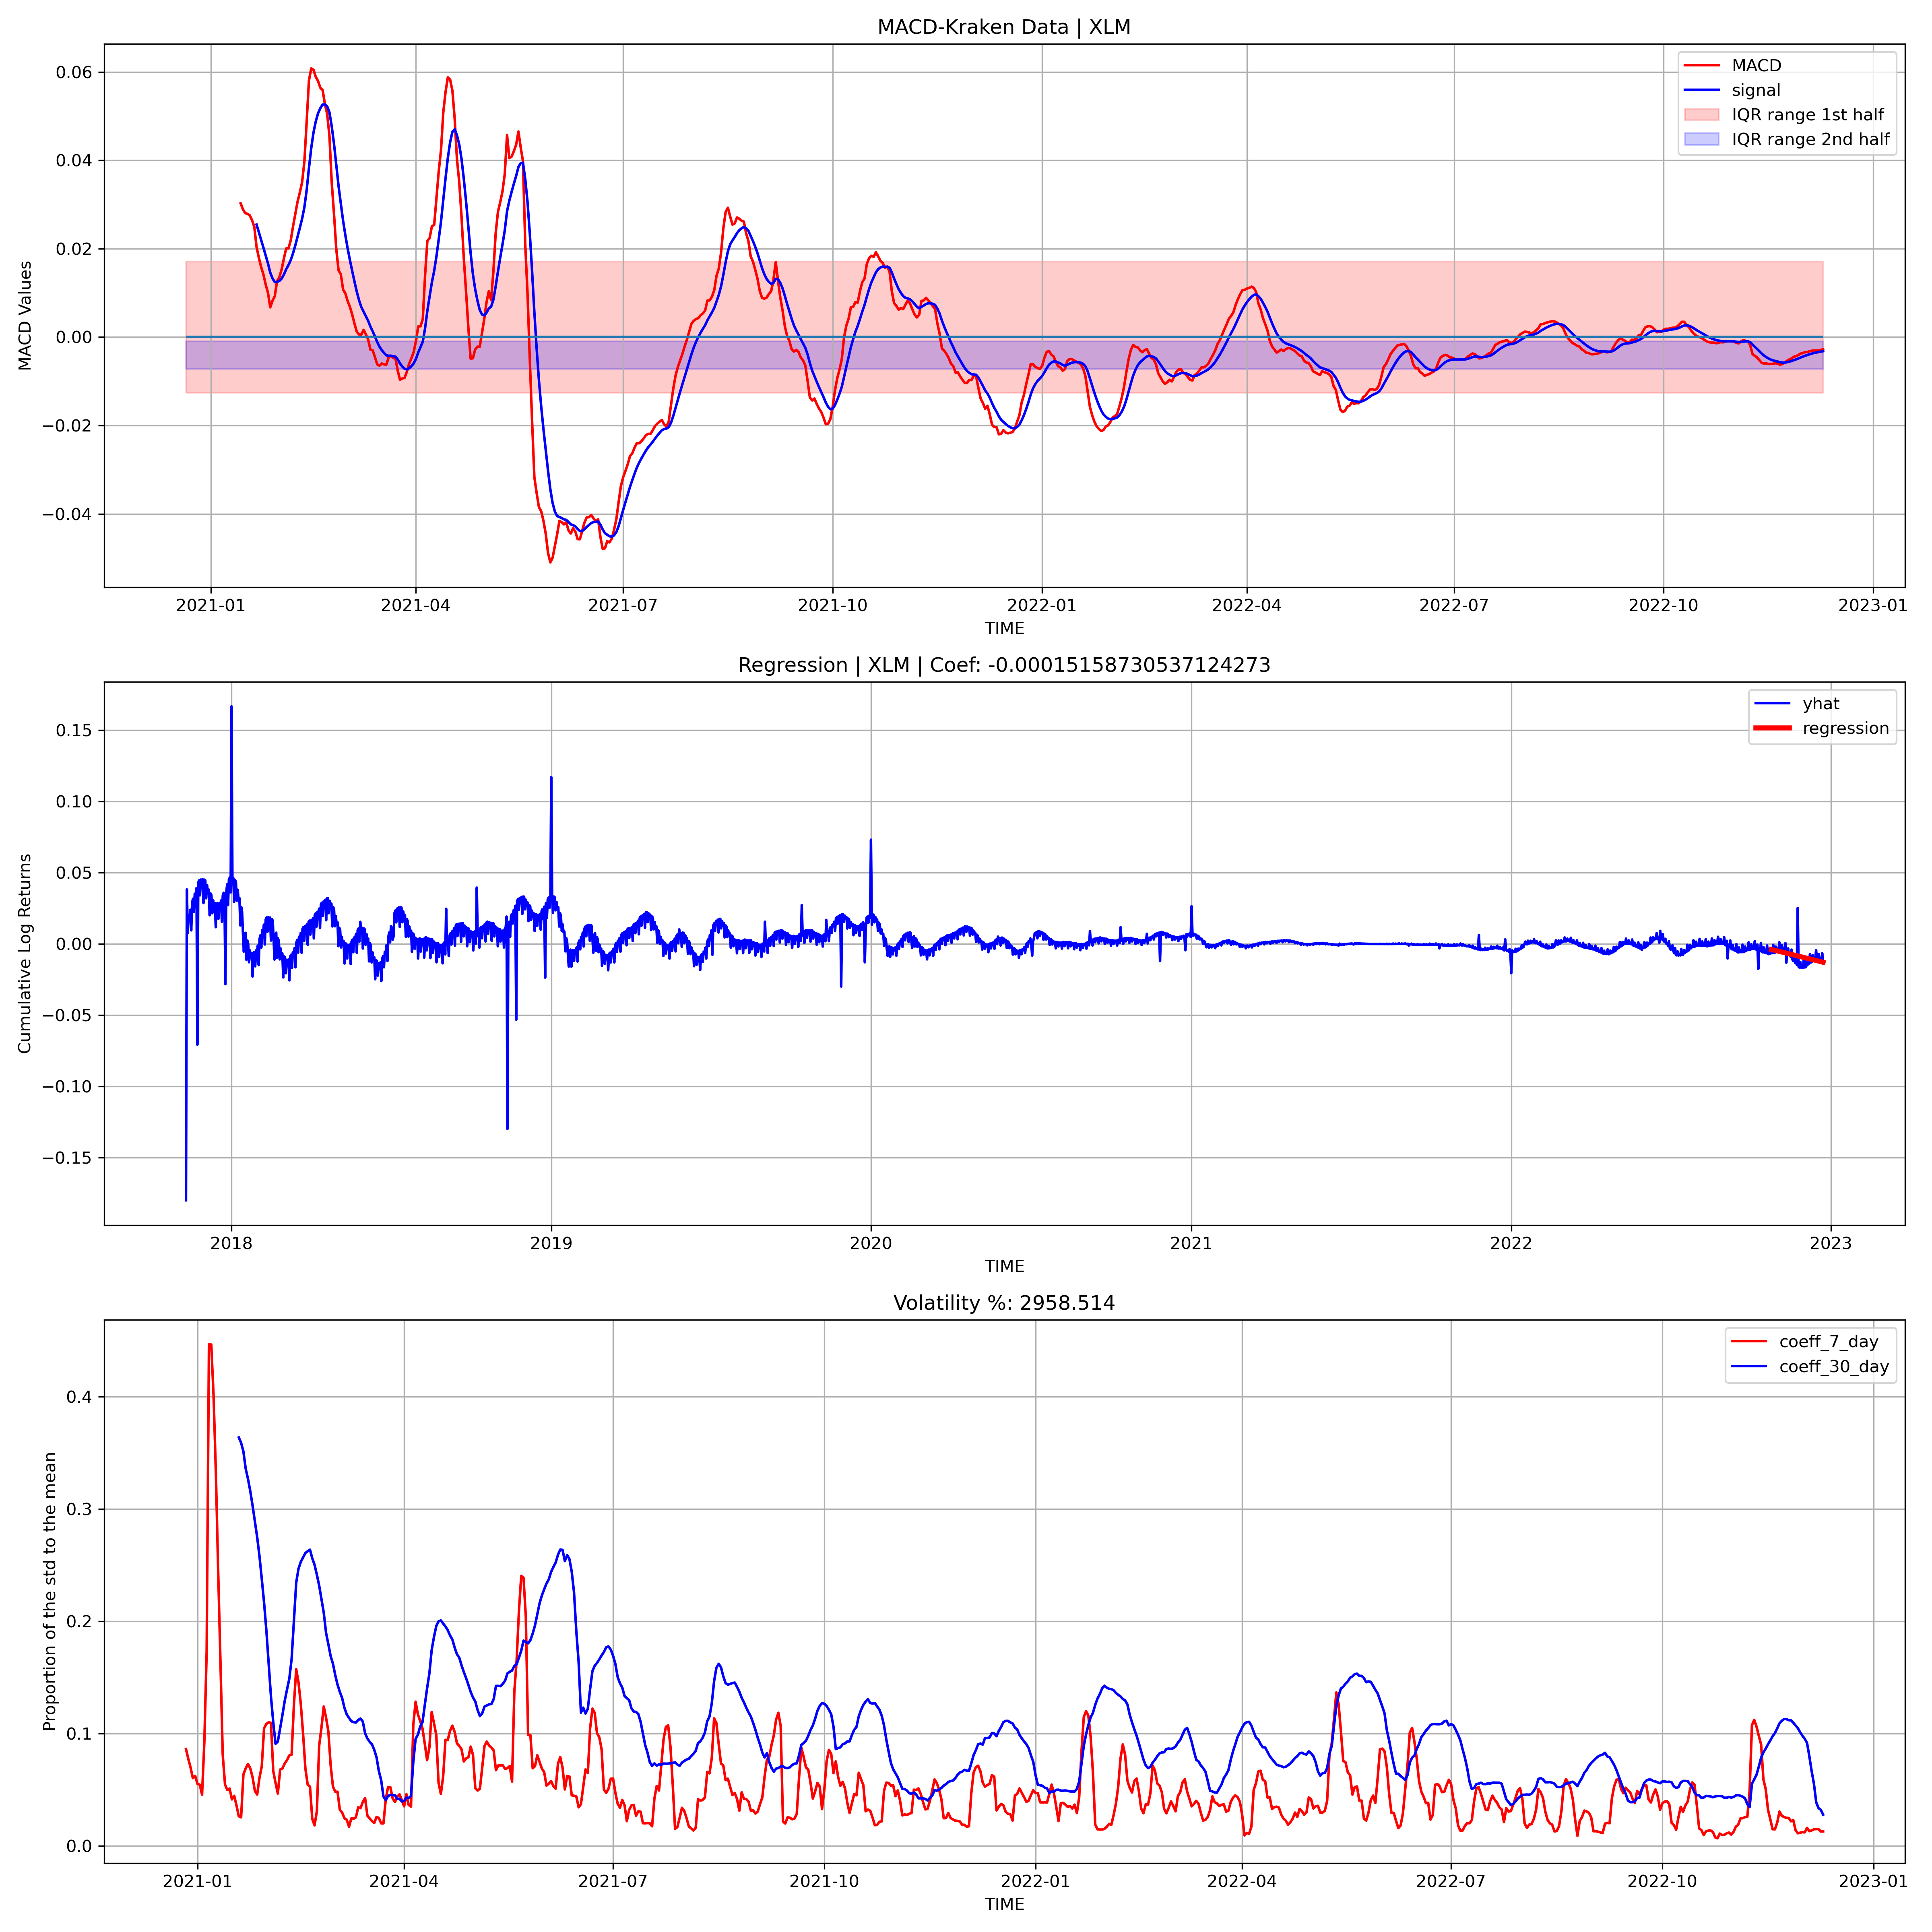 MACD-Kraken Data | XLM
MACD Values
0.06
0.04
0.02
0.00
−0.02
−0.04
MACD
signal
IQR range 1st half
IQR range 2nd half
2021-01 2021-04 2021-07 2021-10 2022-01 2022-04 2022-07 2022-10 2023-01
TIME
Regression | XLM | Coef: -0.00015158730537124273
Cumulative Log Returns
0.15
0.10
0.05
0.00
−0.05
−0.10
−0.15
yhat
regression
2018 2019 2020 2021 2022 2023
TIME
Volatility %: 2958.514
Proportion of the std to the mean
0.4
0.3
0.2
0.1
0.0
coeff_7_day
coeff_30_day
2021-01 2021-04 2021-07 2021-10 2022-01 2022-04 2022-07 2022-10 2023-01
TIME